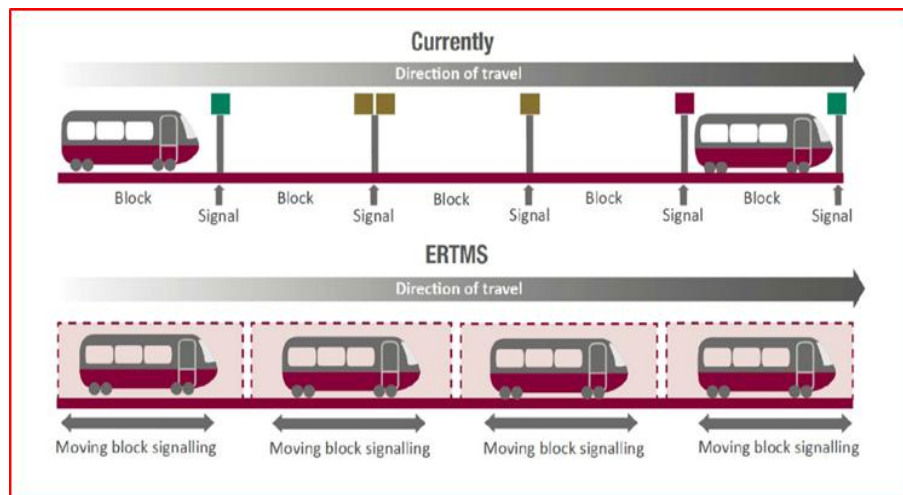 Currently
Direction of travel
Block
Signal
Block
Signal
Block
Signal
Block
Signal
Block
Signal
ERTMS
Direction of travel
Moving block signalling
Moving block signalling
Moving block signalling
Moving block signalling